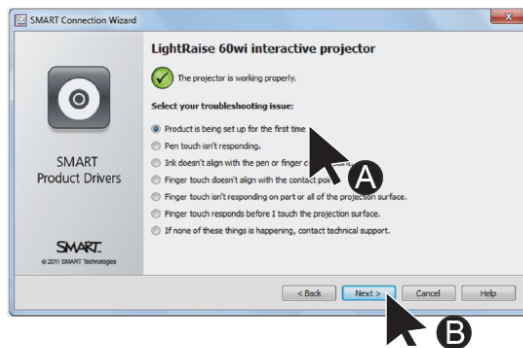 SMART Connection Wizard
x
LightRaise 60wi interactive projector
The projector is working properly.
Select your troubleshooting issue:
Product is being set up for the first time
Pen touch isn't responding.
Ink doesn't align with the pen or finger
Finger touch doesn't align with the contact
Finger touch isn't responding on part or all of the projection surface.
Finger touch responds before I touch the projection surface.
If none of these things is happening, contact technical support.
SMART
Product Drivers
SMART
© 2011 SMART Technologies
< Back
Next >
Cancel
Help
A
B